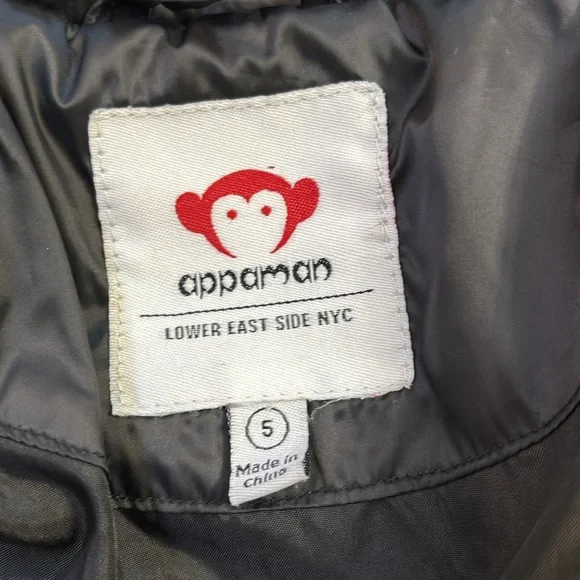 appaman
LOWER EAST SIDE NYC
5
Made in
China